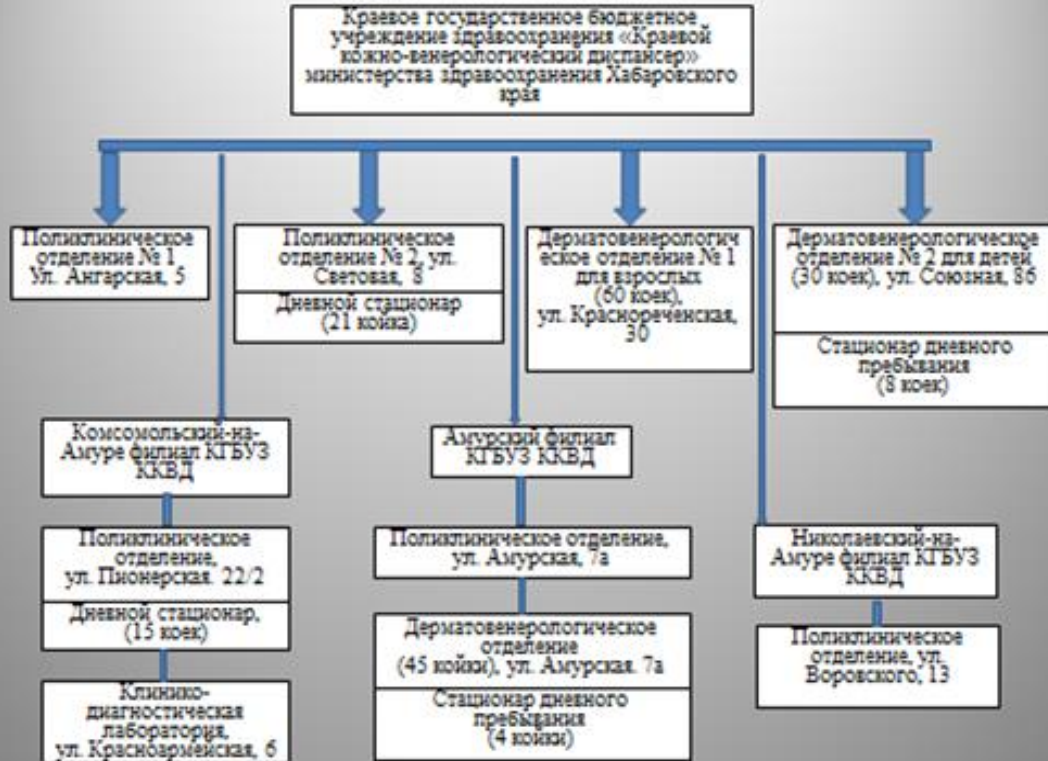 Краевое государственное бюджетное
учреждение здравоохранения «Краевой
кожно-венерологический диспансер»
министерства здравоохранения Хабаровского
края
Поликлиническое
отделение № 1
Ул. Ангарская, 5
Поликлиническое
отделение № 2, ул.
Световая, 8
Дневной стационар
(21 койка)
Дерматовенерологич
еское отделение № 1
для взрослых
(60 коек),
ул. Краснореченская,
30
Дерматовенерологическое
отделение № 2 для детей
(30 коек), ул. Союзная, 86
Стационар дневного
пребывания
(8 коек)
Комсомольский-на-
Амуре филиал КГБУЗ
ККВД
Поликлиническое
отделение,
ул. Пионерская. 22/2
Дневной стационар,
(15 коек)
Клинико-
диагностическая
лаборатория,
ул. Красноармейская, 6
Амурский филиал
КГБУЗ ККВД
Поликлиническое отделение,
ул. Амурская, 7а
Дерматовенерологическое
отделение
(45 койки), ул. Амурская. 7а
Стационар дневного
пребывания
(4 койки)
Николаевский-на-
Амуре филиал КГБУЗ
ККВД
Поликлиническое
отделение, ул.
Воровского, 13